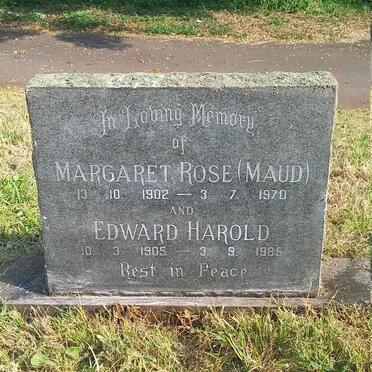 In Loving Memory
of
MARGARET ROSE (MAUD)
13. 10. 1902 — 3. 7. 1970
AND
EDWARD HAROLD
10. 3. 1905 — 3. 9. 1985
Rest in Peace